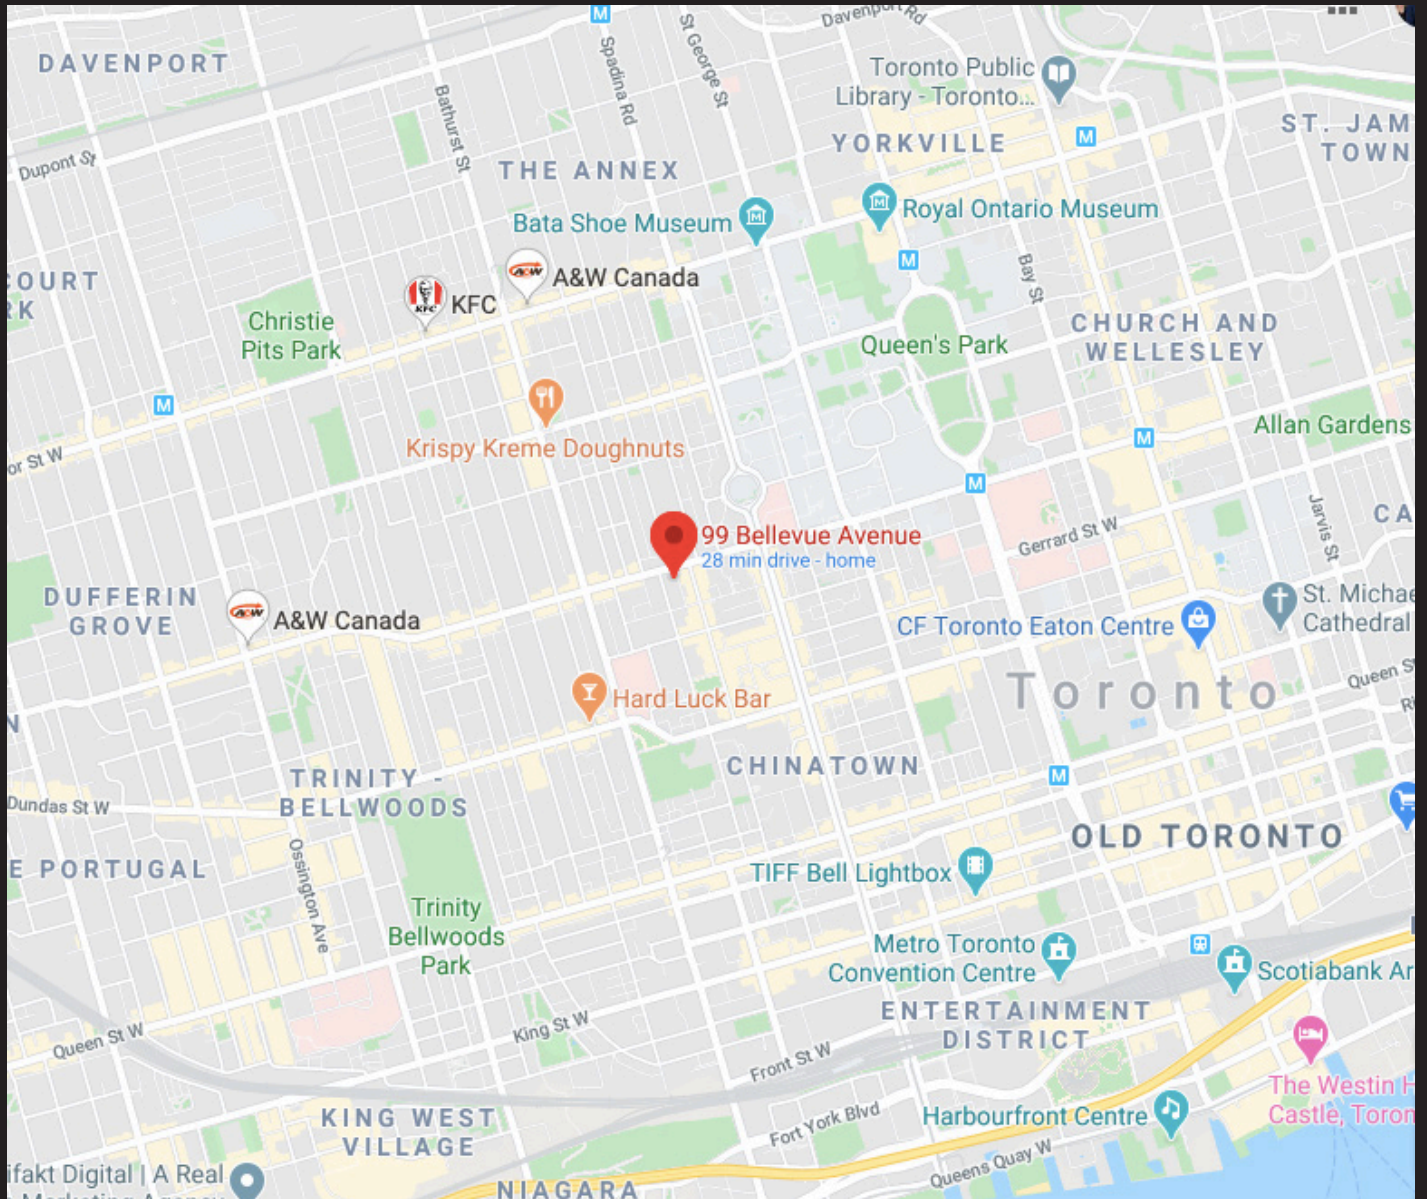 Davenport Rd
DAVENPORT
Spadina Rd
St George St
Toronto Public
Library - Toronto...
Bathurst St
ST. JAM
TOWN
YORKVILLE
Dupont St
THE ANNEX
Bata Shoe Museum
Royal Ontario Museum
Bay St
COURT
RK
A&W Canada
KFC
Christie
Pits Park
CHURCH AND
WELLESLEY
Queen's Park
Allan Gardens
Krispy Kreme Doughnuts
or St W
Jarvis St
CA
99 Bellevue Avenue
28 min drive - home
Gerrard St W
DUFFERIN
GROVE
A&W Canada
CF Toronto Eaton Centre
St. Michae
Cathedral
Queen S
Toronto
Hard Luck Bar
N
CHINATOWN
TRINITY -
BELLWOODS
Dundas St W
OLD TORONTO
E PORTUGAL
Ossington Ave
TIFF Bell Lightbox
Trinity
Bellwoods
Park
Metro Toronto
Convention Centre
Scotiabank Ar
ENTERTAINMENT
DISTRICT
King St W
Queen St W
Front St W
The Westin H
Castle, Toron
KING WEST
VILLAGE
Fort York Blvd
Harbourfront Centre
Queens Quay W
ifakt Digital | A Real
NIAGARA